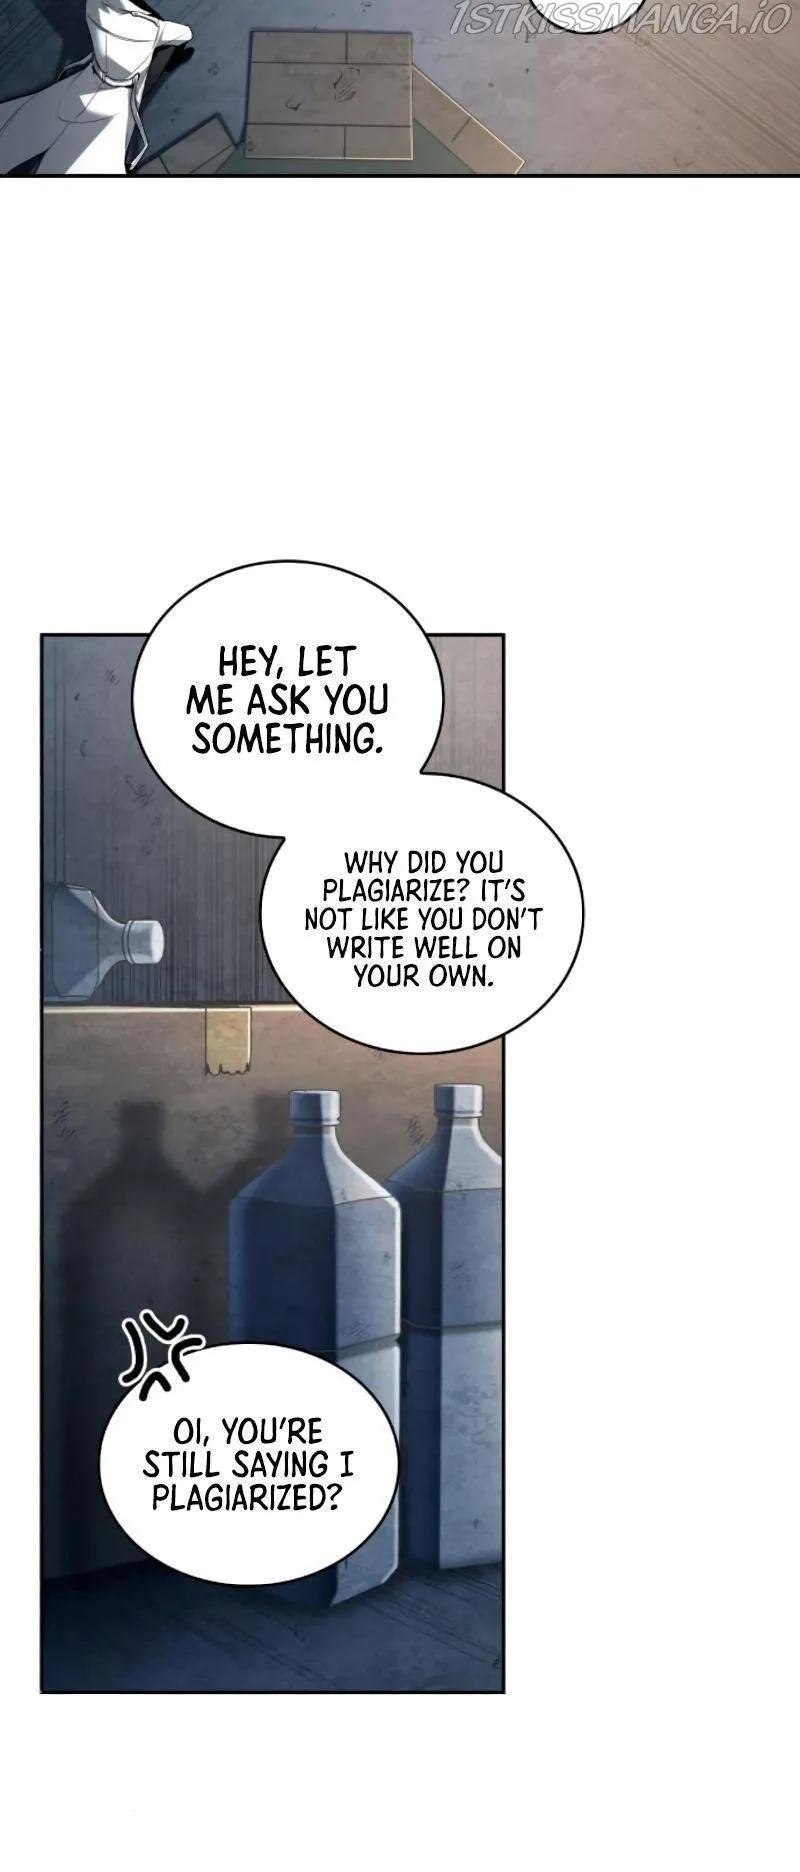 1STKISSMANGA.IO
HEY, LET
ME ASK YOU
SOMETHING.
WHY DID YOU
PLAGIARIZE? IT'S
NOT LIKE YOU DON'T
WRITE WELL ON
YOUR OWN.
OI, YOU'RE
STILL SAYING I
PLAGIARIZED?